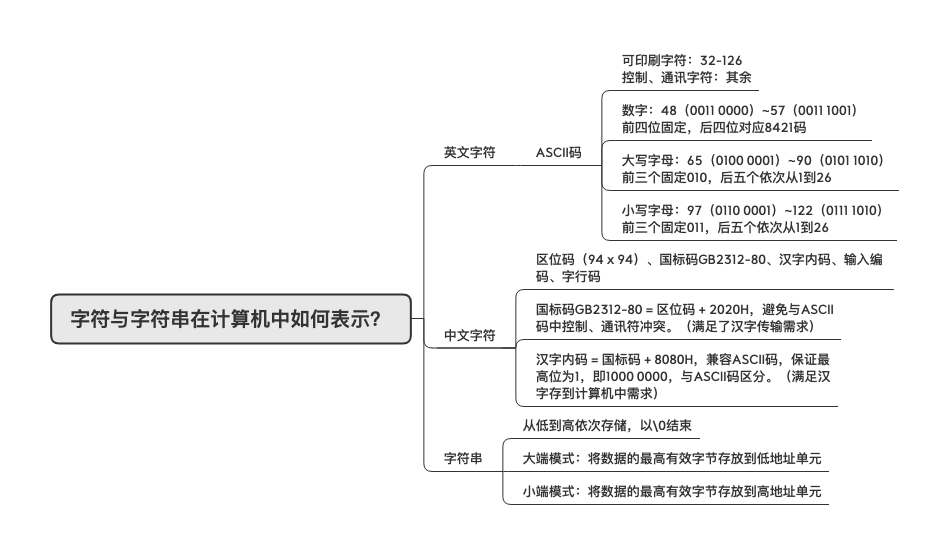 字符与字符串在计算机中如何表示？
英文字符
ASCII码
可印刷字符：32-126
控制、通讯字符：其余
数字：48（0011 0000）~57（0011 1001）
前四位固定，后四位对应8421码
大写字母：65（0100 0001）~90（0101 1010）
前三个固定010，后五个依次从1到26
小写字母：97（0110 0001）~122（0111 1010）
前三个固定011，后五个依次从1到26
中文字符
区位码（94 x 94）、国标码GB2312-80、汉字内码、输入编
码、字行码
国标码GB2312-80 = 区位码 + 2020H，避免与ASCII
码中控制、通讯符冲突。（满足了汉字传输需求）
汉字内码 = 国标码 + 8080H，兼容ASCII码，保证最
高位为1，即1000 0000，与ASCII码区分。（满足汉
字存到计算机中需求）
字符串
从低到高依次存储，以\0结束
大端模式：将数据的最高有效字节存放到低地址单元
小端模式：将数据的最高有效字节存放到高地址单元